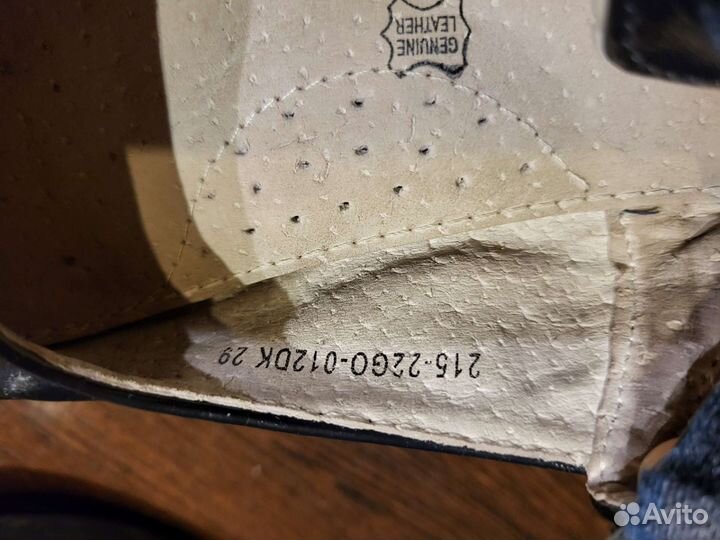 GENUINE
LEATHER
215-22GO-012DK 29
Avito